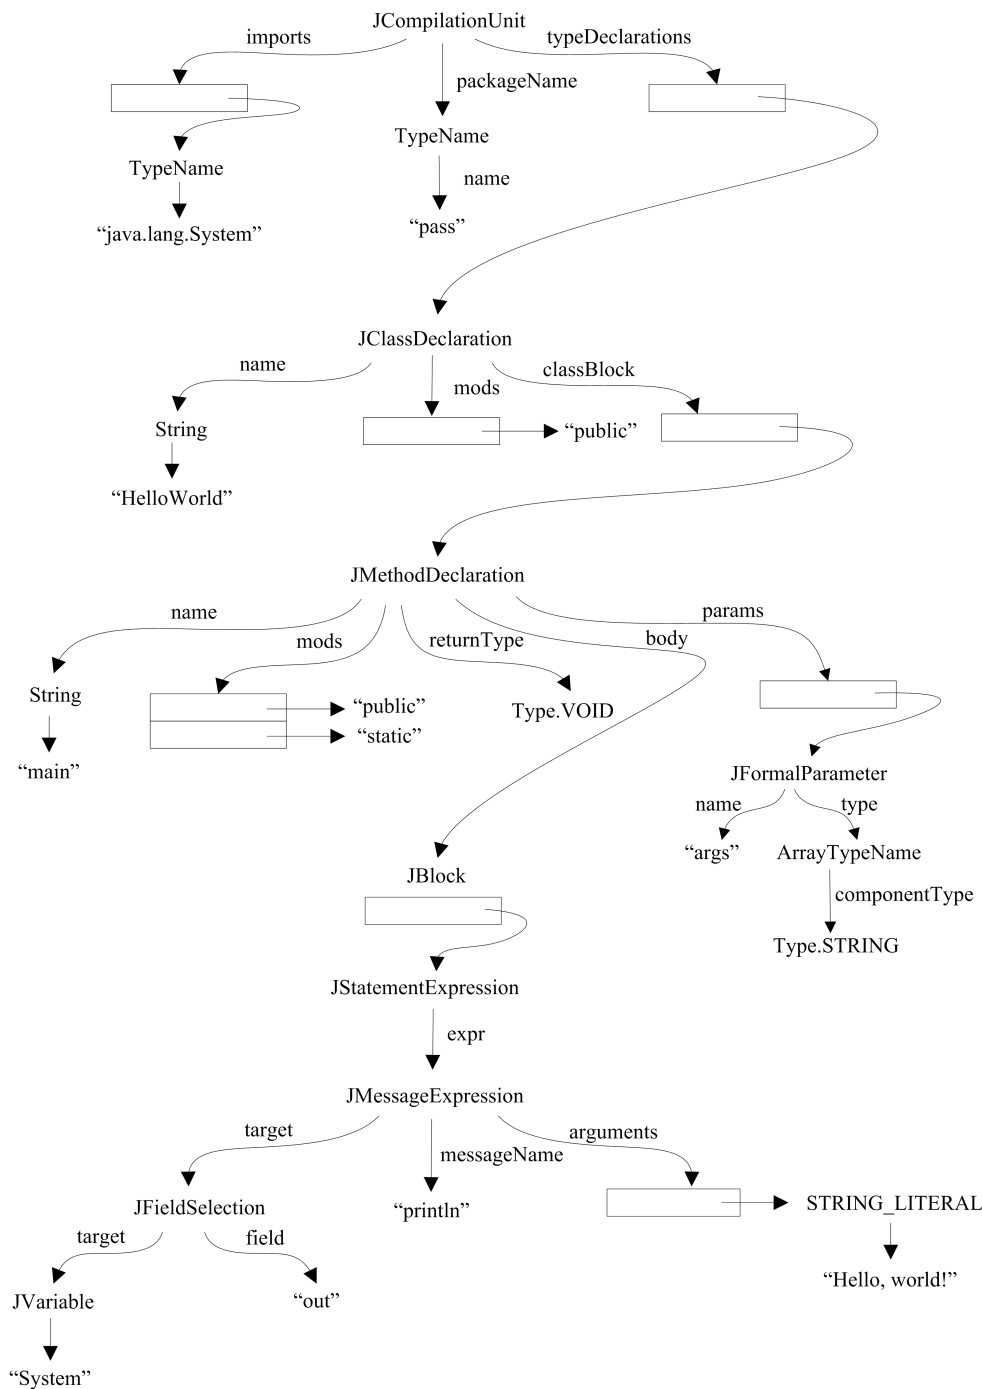 JCompilationUnit
imports
typeDeclarations
packageName
TypeName
TypeName
name
“java.lang.System”
“pass”
JClassDeclaration
name
classBlock
mods
String
“public”
“HelloWorld”
JMethodDeclaration
name
params
mods
returnType
body
String
“public”
Type.VOID
“static”
“main”
JFormalParameter
name
type
“args”
ArrayTypeName
JBlock
componentType
Type.STRING
JStatementExpression
expr
JMessageExpression
target
arguments
messageName
JFieldSelection
“println”
STRING_LITERAL
target
field
“Hello, world!”
JVariable
“out”
“System”